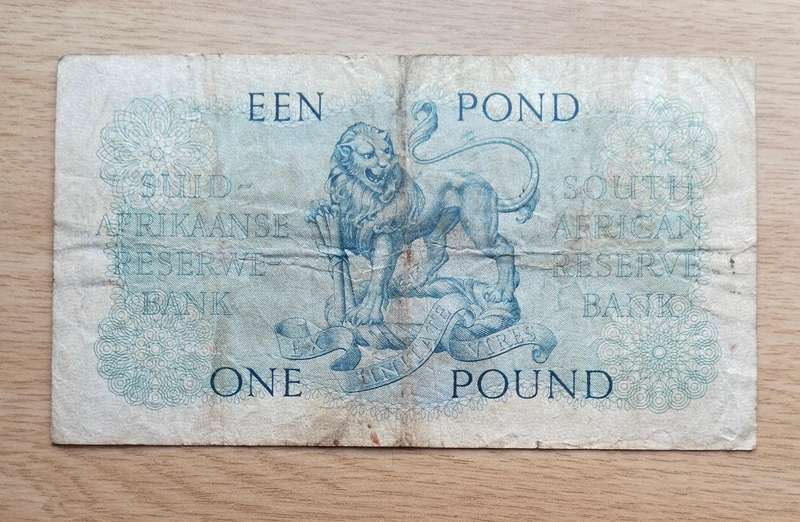 EEN POND
SUID-
AFRIKAANSE
RESERWE-
BANK
SOUTH
AFRICAN
RESERVE
BANK
EX UNITATE VIRES
ONE POUND